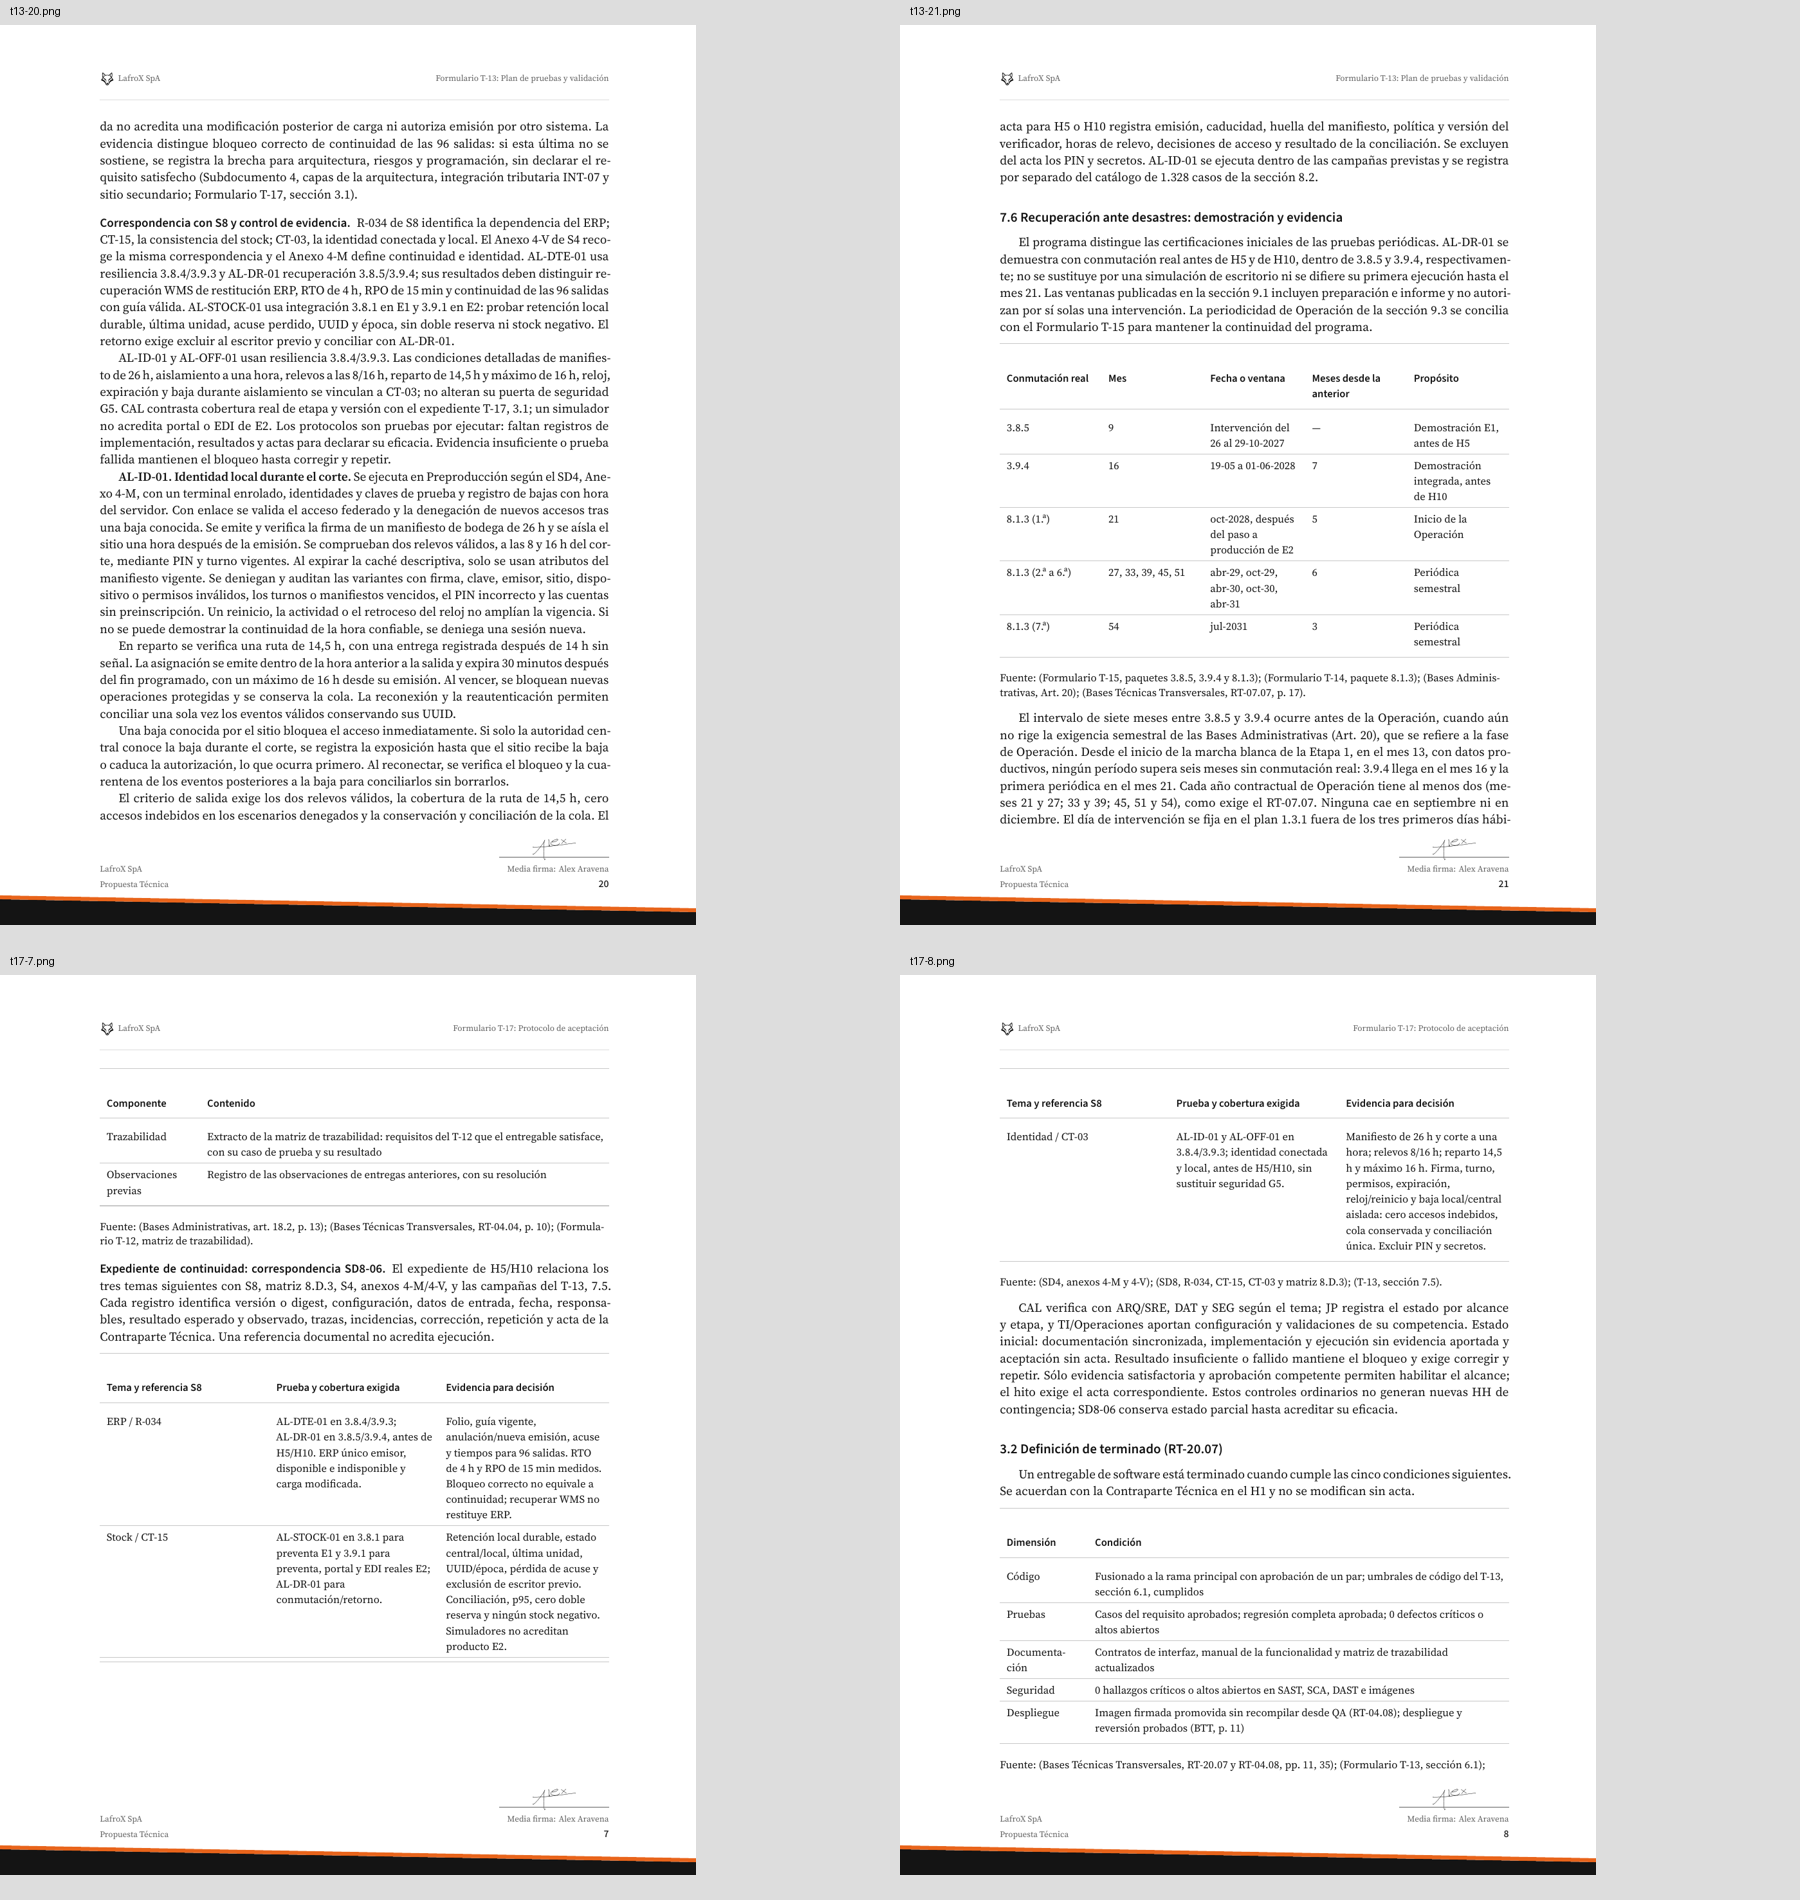 t13-20.png
LafroX SpA
Formulario T-13: Plan de pruebas y validación
da no acredita una modificación posterior de carga ni autoriza emisión por otro sistema. La
evidencia distingue bloqueo correcto de continuidad de las 96 salidas: si esta última no se
sostiene, se registra la brecha para arquitectura, riesgos y programación, sin declarar el re-
quisito satisfecho (Subdocumento 4, capas de la arquitectura, integración tributaria INT-07 y
sitio secundario; Formulario T-17, sección 3.1).
Correspondencia con S8 y control de evidencia. R-034 de S8 identifica la dependencia del ERP;
CT-15, la consistencia del stock; CT-03, la identidad conectada y local. El Anexo 4-V de S4 reco-
ge la misma correspondencia y el Anexo 4-M define continuidad e identidad. AL-DTE-01 usa
resiliencia 3.8.4/3.9.3 y AL-DR-01 recuperación 3.8.5/3.9.4; sus resultados deben distinguir re-
cuperación WMS de restitución ERP, RTO de 4 h, RPO de 15 min y continuidad de las 96 salidas
con guía válida. AL-STOCK-01 usa integración 3.8.1 en E1 y 3.9.1 en E2: probar retención local
durable, última unidad, acuse perdido, UUID y época, sin doble reserva ni stock negativo. El
retorno exige excluir al escritor previo y conciliar con AL-DR-01.
AL-ID-01 y AL-OFF-01 usan resiliencia 3.8.4/3.9.3. Las condiciones detalladas de manifies-
to de 26 h, aislamiento a una hora, relevos a las 8/16 h, reparto de 14,5 h y máximo de 16 h, reloj,
expiración y baja durante aislamiento se vinculan a CT-03; no alteran su puerta de seguridad
G5. CAL contrasta cobertura real de etapa y versión con el expediente T-17, 3.1; un simulador
no acredita portal o EDI de E2. Los protocolos son pruebas por ejecutar: faltan registros de
implementación, resultados y actas para declarar su eficacia. Evidencia insuficiente o prueba
fallida mantienen el bloqueo hasta corregir y repetir.
AL-ID-01. Identidad local durante el corte. Se ejecuta en Preproducción según el SD4, Ane-
xo 4-M, con un terminal enrolado, identidades y claves de prueba y registro de bajas con hora
del servidor. Con enlace se valida el acceso federado y la denegación de nuevos accesos tras
una baja conocida. Se emite y verifica la firma de un manifiesto de bodega de 26 h y se aísla el
sitio una hora después de la emisión. Se comprueban dos relevos válidos, a las 8 y 16 h del cor-
te, mediante PIN y turno vigentes. Al expirar la caché descriptiva, solo se usan atributos del
manifiesto vigente. Se deniegan y auditan las variantes con firma, clave, emisor, sitio, dispo-
sitivo o permisos inválidos, los turnos o manifiestos vencidos, el PIN incorrecto y las cuentas
sin preinscripción. Un reinicio, la actividad o el retroceso del reloj no amplían la vigencia. Si
no se puede demostrar la continuidad de la hora confiable, se deniega una sesión nueva.
En reparto se verifica una ruta de 14,5 h, con una entrega registrada después de 14 h sin
señal. La asignación se emite dentro de la hora anterior a la salida y expira 30 minutos después
del fin programado, con un máximo de 16 h desde su emisión. Al vencer, se bloquean nuevas
operaciones protegidas y se conserva la cola. La reconexión y la reautenticación permiten
conciliar una sola vez los eventos válidos conservando sus UUID.
Una baja conocida por el sitio bloquea el acceso inmediatamente. Si solo la autoridad cen-
tral conoce la baja durante el corte, se registra la exposición hasta que el sitio recibe la baja
o caduca la autorización, lo que ocurra primero. Al reconectar, se verifica el bloqueo y la cua-
rentena de los eventos posteriores a la baja para conciliarlos sin borrarlos.
El criterio de salida exige los dos relevos válidos, la cobertura de la ruta de 14,5 h, cero
accesos indebidos en los escenarios denegados y la conservación y conciliación de la cola. El
Alex
LafroX SpA
Media firma: Alex Aravena
Propuesta Técnica
20
t13-21.png
LafroX SpA
Formulario T-13: Plan de pruebas y validación
acta para H5 o H10 registra emisión, caducidad, huella del manifiesto, política y versión del
verificador, horas de relevo, decisiones de acceso y resultado de la conciliación. Se excluyen
del acta los PIN y secretos. AL-ID-01 se ejecuta dentro de las campañas previstas y se registra
por separado del catálogo de 1.328 casos de la sección 8.2.
7.6 Recuperación ante desastres: demostración y evidencia
El programa distingue las certificaciones iniciales de las pruebas periódicas. AL-DR-01 se
demuestra con conmutación real antes de H5 y de H10, dentro de 3.8.5 y 3.9.4, respectivamen-
te; no se sustituye por una simulación de escritorio ni se difiere su primera ejecución hasta el
mes 21. Las ventanas publicadas en la sección 9.1 incluyen preparación e informe y no autori-
zan por sí solas una intervención. La periodicidad de Operación de la sección 9.3 se concilia
con el Formulario T-15 para mantener la continuidad del programa.
Conmutación real Mes Fecha o ventana Meses desde la
anterior Propósito
3.8.5 9 Intervención del
26 al 29-10-2027 — Demostración E1,
antes de H5
3.9.4 16 19-05 a 01-06-2028 7 Demostración
integrada, antes
de H10
8.1.3 (1.ª) 21 oct-2028, después
del paso a
producción de E2 5 Inicio de la
Operación
8.1.3 (2.ª a 6.ª) 27, 33, 39, 45, 51 abr-29, oct-29,
abr-30, oct-30,
abr-31 6 Periódica
semestral
8.1.3 (7.ª) 54 jul-2031 3 Periódica
semestral
Fuente: (Formulario T-15, paquetes 3.8.5, 3.9.4 y 8.1.3); (Formulario T-14, paquete 8.1.3); (Bases Adminis-
trativas, Art. 20); (Bases Técnicas Transversales, RT-07.07, p. 17).
El intervalo de siete meses entre 3.8.5 y 3.9.4 ocurre antes de la Operación, cuando aún
no rige la exigencia semestral de las Bases Administrativas (Art. 20), que se refiere a la fase
de Operación. Desde el inicio de la marcha blanca de la Etapa 1, en el mes 13, con datos pro-
ductivos, ningún período supera seis meses sin conmutación real: 3.9.4 llega en el mes 16 y la
primera periódica en el mes 21. Cada año contractual de Operación tiene al menos dos (me-
ses 21 y 27; 33 y 39; 45, 51 y 54), como exige el RT-07.07. Ninguna cae en septiembre ni en
diciembre. El día de intervención se fija en el plan 1.3.1 fuera de los tres primeros días hábi-
Alex
LafroX SpA
Media firma: Alex Aravena
Propuesta Técnica
21
t17-7.png
LafroX SpA
Formulario T-17: Protocolo de aceptación
Componente Contenido
Trazabilidad Extracto de la matriz de trazabilidad: requisitos del T-12 que el entregable satisface,
con su caso de prueba y su resultado
Observaciones
previas Registro de las observaciones de entregas anteriores, con su resolución
Fuente: (Bases Administrativas, art. 18.2, p. 13); (Bases Técnicas Transversales, RT-04.04, p. 10); (Formula-
rio T-12, matriz de trazabilidad).
Expediente de continuidad: correspondencia SD8-06. El expediente de H5/H10 relaciona los
tres temas siguientes con S8, matriz 8.D.3, S4, anexos 4-M/4-V, y las campañas del T-13, 7.5.
Cada registro identifica versión o digest, configuración, datos de entrada, fecha, responsa-
bles, resultado esperado y observado, trazas, incidencias, corrección, repetición y acta de la
Contraparte Técnica. Una referencia documental no acredita ejecución.
Tema y referencia S8 Prueba y cobertura exigida Evidencia para decisión
ERP / R-034 AL-DTE-01 en 3.8.4/3.9.3;
AL-DR-01 en 3.8.5/3.9.4, antes de
H5/H10. ERP único emisor,
disponible e indisponible y
carga modificada. Folio, guía vigente,
anulación/nueva emisión, acuse
y tiempos para 96 salidas. RTO
de 4 h y RPO de 15 min medidos.
Bloqueo correcto no equivale a
continuidad; recuperar WMS no
restituye ERP.
Stock / CT-15 AL-STOCK-01 en 3.8.1 para
preventa E1 y 3.9.1 para
preventa, portal y EDI reales E2;
AL-DR-01 para
conmutación/retorno. Retención local durable, estado
central/local, última unidad,
UUID/época, pérdida de acuse y
exclusión de escritor previo.
Conciliación, p95, cero doble
reserva y ningún stock negativo.
Simuladores no acreditan
producto E2.
Alex
LafroX SpA
Media firma: Alex Aravena
Propuesta Técnica
7
t17-8.png
LafroX SpA
Formulario T-17: Protocolo de aceptación
Tema y referencia S8 Prueba y cobertura exigida Evidencia para decisión
Identidad / CT-03 AL-ID-01 y AL-OFF-01 en
3.8.4/3.9.3; identidad conectada
y local, antes de H5/H10, sin
sustituir seguridad G5. Manifiesto de 26 h y corte a una
hora; relevos 8/16 h; reparto 14,5
h y máximo 16 h. Firma, turno,
permisos, expiración,
reloj/reinicio y baja local/central
aislada: cero accesos indebidos,
cola conservada y conciliación
única. Excluir PIN y secretos.
Fuente: (SD4, anexos 4-M y 4-V); (SD8, R-034, CT-15, CT-03 y matriz 8.D.3); (T-13, sección 7.5).
CAL verifica con ARQ/SRE, DAT y SEG según el tema; JP registra el estado por alcance
y etapa, y TI/Operaciones aportan configuración y validaciones de su competencia. Estado
inicial: documentación sincronizada, implementación y ejecución sin evidencia aportada y
aceptación sin acta. Resultado insuficiente o fallido mantiene el bloqueo y exige corregir y
repetir. Sólo evidencia satisfactoria y aprobación competente permiten habilitar el alcance;
el hito exige el acta correspondiente. Estos controles ordinarios no generan nuevas HH de
contingencia; SD8-06 conserva estado parcial hasta acreditar su eficacia.
3.2 Definición de terminado (RT-20.07)
Un entregable de software está terminado cuando cumple las cinco condiciones siguientes.
Se acuerdan con la Contraparte Técnica en el H1 y no se modifican sin acta.
Dimensión Condición
Código Fusionado a la rama principal con aprobación de un par; umbrales de código del T-13,
sección 6.1, cumplidos
Pruebas Casos del requisito aprobados; regresión completa aprobada; 0 defectos críticos o
altos abiertos
Documenta-
ción Contratos de interfaz, manual de la funcionalidad y matriz de trazabilidad
actualizados
Seguridad 0 hallazgos críticos o altos abiertos en SAST, SCA, DAST e imágenes
Despliegue Imagen firmada promovida sin recompilar desde QA (RT-04.08); despliegue y
reversión probados (BTT, p. 11)
Fuente: (Bases Técnicas Transversales, RT-20.07 y RT-04.08, pp. 11, 35); (Formulario T-13, sección 6.1);
Alex
LafroX SpA
Media firma: Alex Aravena
Propuesta Técnica
8